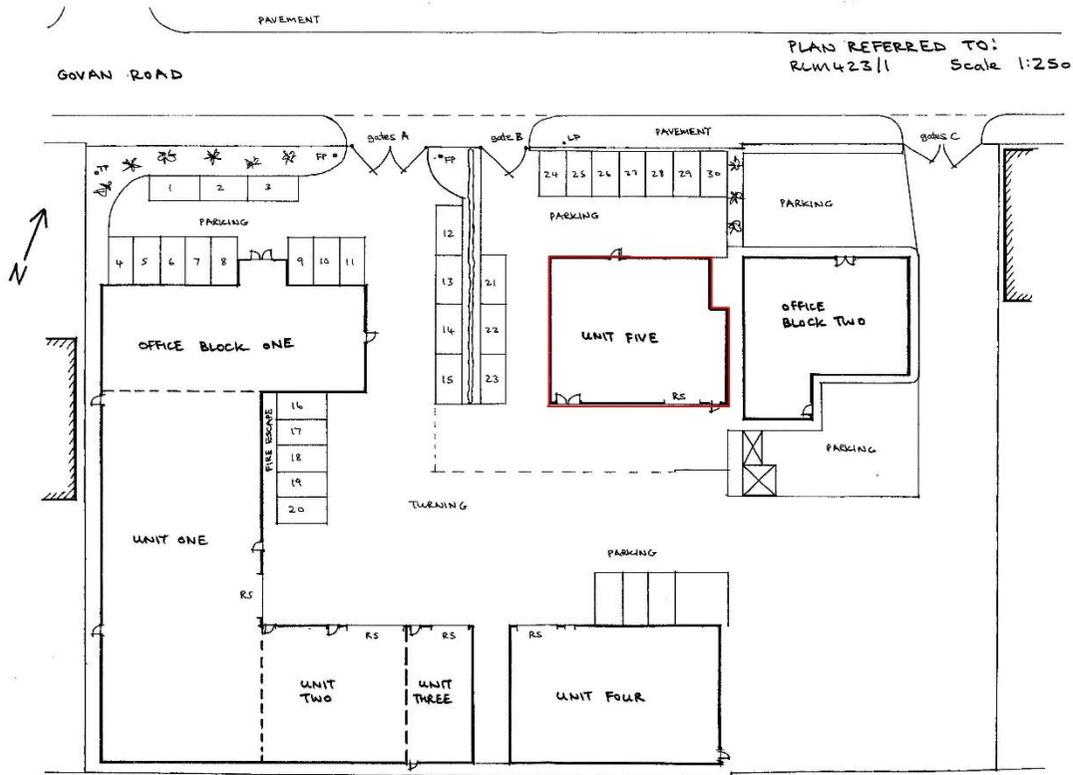 PAVEMENT
PLAN REFERRED TO:
RLM423/1 Scale 1:250
GOVAN ROAD
gates A
gate B
LP
PAVEMENT
gates C
TP
FP
FP
1 2 3
24 25 26 27 28 29 30
PARKING
PARKING
PARKING
12
N
4 5 6 7 8 9 10 11
13
21
14
22
15
23
OFFICE BLOCK ONE
UNIT FIVE
OFFICE
BLOCK TWO
RS
FIRE ESCAPE
16
17
18
19
20
PARKING
TURNING
UNIT ONE
PARKING
RS
RS
RS
RS
UNIT
TWO
UNIT
THREE
UNIT FOUR